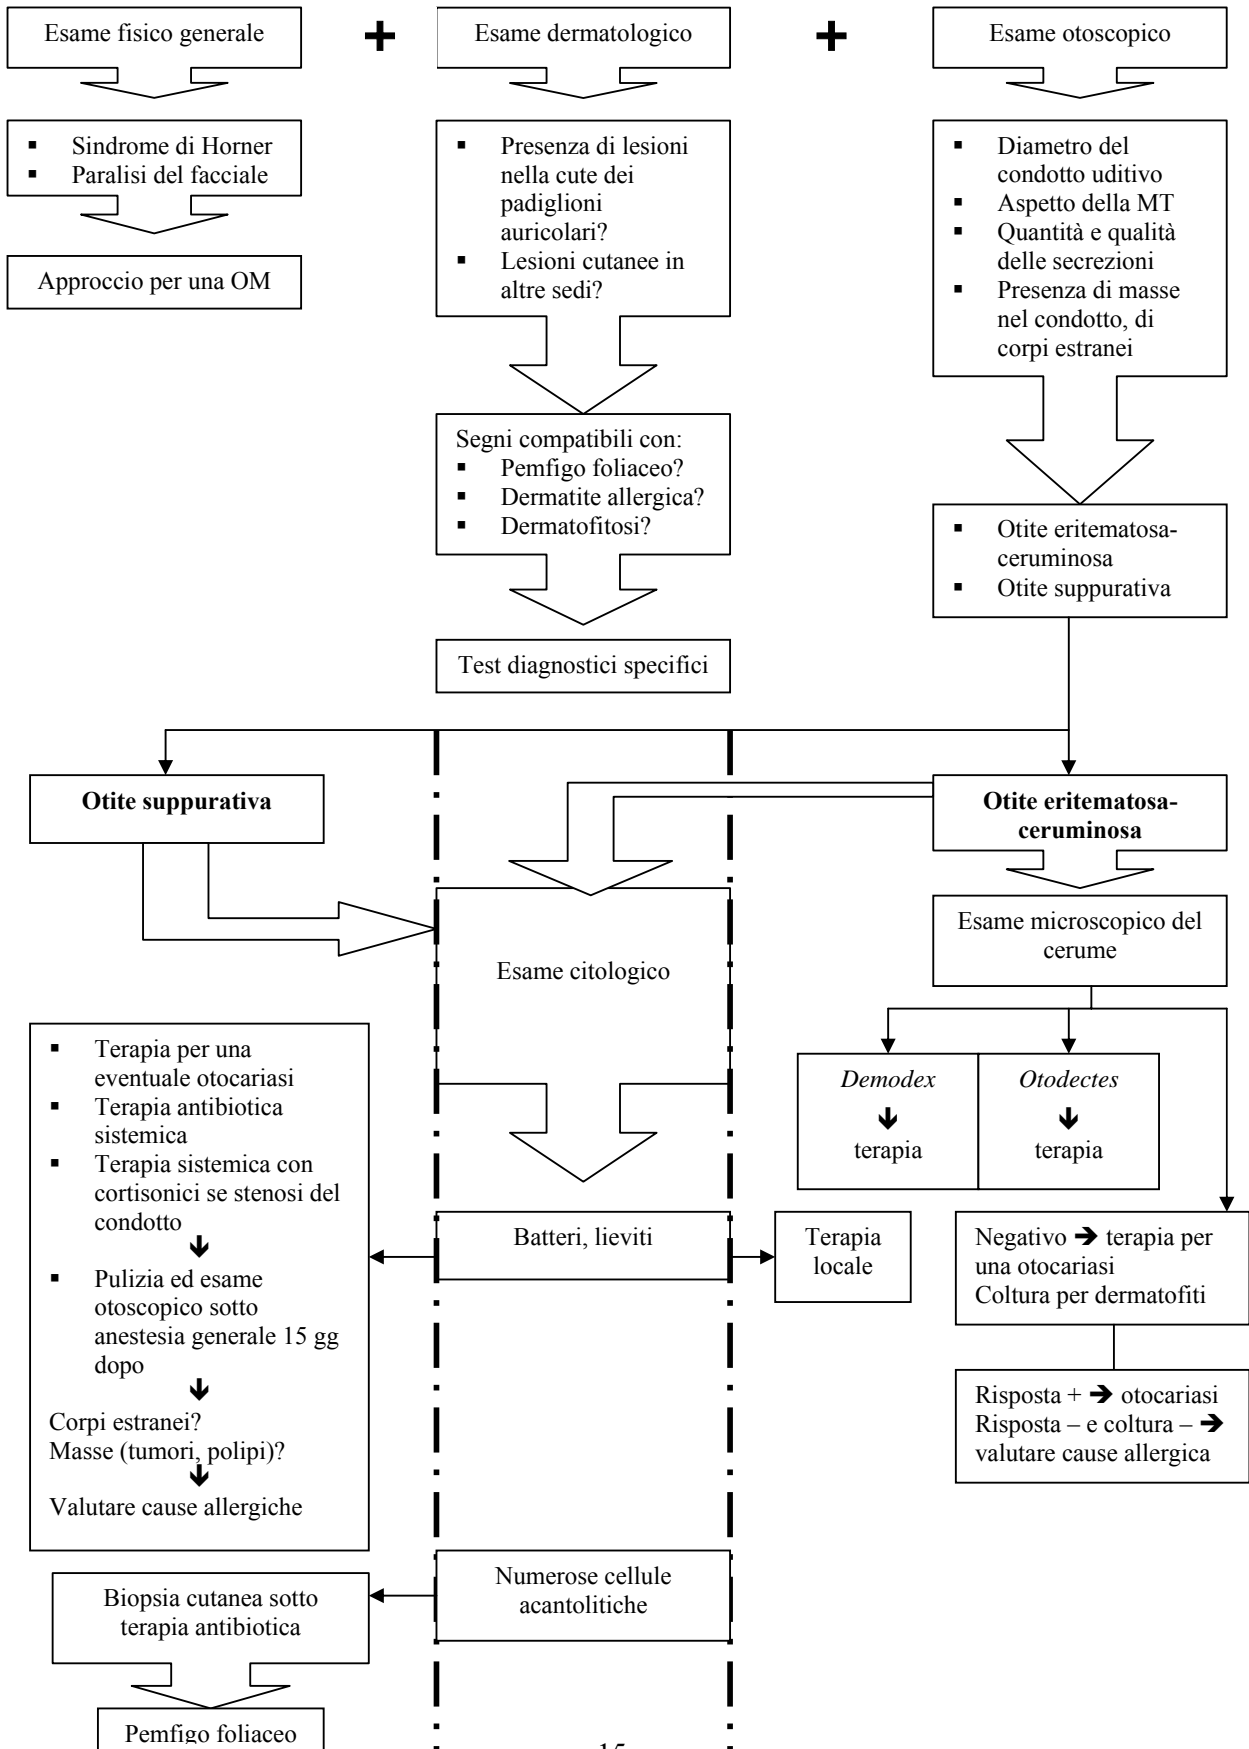 Esame fisico generale
+
Esame dermatologico
+
Esame otoscopico
▪ Sindrome di Horner
▪ Paralisi del facciale
Approccio per una OM
▪ Presenza di lesioni
nella cute dei
padiglioni
auricolari?
▪ Lesioni cutanee in
altre sedi?
▪ Diametro del
condotto uditivo
▪ Aspetto della MT
▪ Quantità e qualità
delle secrezioni
▪ Presenza di masse
nel condotto, di
corpi estranei
Segni compatibili con:
▪ Pemfigo foliaceo?
▪ Dermatite allergica?
▪ Dermatofitosi?
Test diagnostici specifici
▪ Otite eritematosa-
ceruminosa
▪ Otite suppurativa
Otite suppurativa
Otite eritematosa-
ceruminosa
Esame citologico
Esame microscopico del
cerume
Demodex
🡻
terapia
Otodectes
🡻
terapia
▪ Terapia per una
eventuale otocariasi
▪ Terapia antibiotica
sistemica
▪ Terapia sistemica con
cortisonici se stenosi del
condotto
🡻
▪ Pulizia ed esame
otoscopico sotto
anestesia generale 15 gg
dopo
🡻
Corpi estranei?
Masse (tumori, polipi)?
🡻
Valutare cause allergiche
Batteri, lieviti
Terapia
locale
Negativo ➔ terapia per
una otocariasi
Coltura per dermatofiti
Risposta + ➔ otocariasi
Risposta – e coltura – ➔
valutare cause allergica
Numerose cellule
acantolitiche
Biopsia cutanea sotto
terapia antibiotica
Pemfigo foliaceo
15